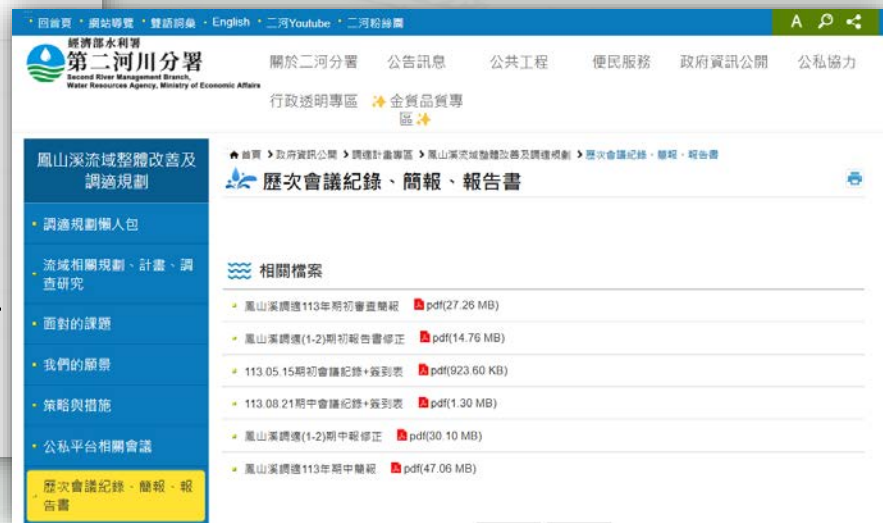 回首頁・網站導覽・雙語詞彙・English・二河Youtube・二河粉絲團
A
經濟部水利署
第二河川分署
Second River Management Branch,
Water Resources Agency, Ministry of Economic Affairs
關於二河分署 公告訊息 公共工程 便民服務 政府資訊公開 公私協力
行政透明專區 ✨金質品質專區✨
鳳山溪流域整體改善及
調適規劃
調適規劃懶人包
流域相關規劃、計畫、調
查研究
面對的課題
我們的願景
策略與措施
公私平台相關會議
歷次會議紀錄、簡報、報
告書
首頁 > 政府資訊公開 > 調適計畫專區 > 鳳山溪流域整體改善及調適規劃 > 歷次會議紀錄、簡報、報告書
歷次會議紀錄、簡報、報告書
相關檔案
鳳山溪調適113年期初審查簡報 pdf(27.26 MB)
鳳山溪調適(1-2)期初報告書修正 pdf(14.76 MB)
113.05.15期初會議紀錄+簽到表 pdf(923.60 KB)
113.08.21期中會議紀錄+簽到表 pdf(1.30 MB)
鳳山溪調適(1-2)期中報修正 pdf(30.10 MB)
鳳山溪調適113年期中簡報 pdf(47.06 MB)